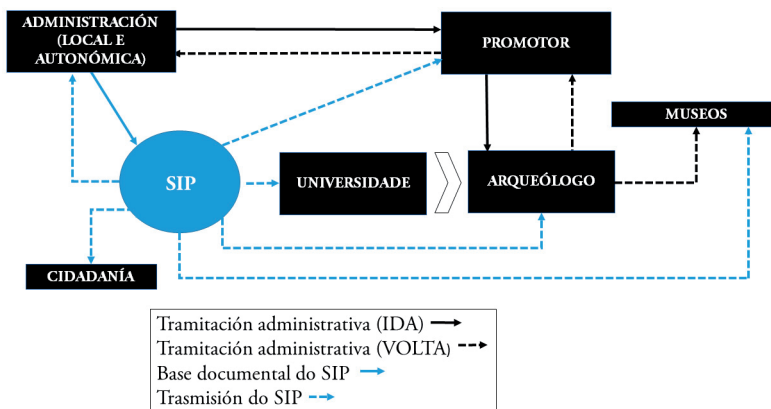 ADMINISTRACIÓN
(LOCAL E
AUTONÓMICA)
PROMOTOR
MUSEOS
SIP
UNIVERSIDADE
ARQUEÓLOGO
CIDADANÍA
Tramitación administrativa (IDA)
Tramitación administrativa (VOLTA)
Base documental do SIP
Trasmisión do SIP